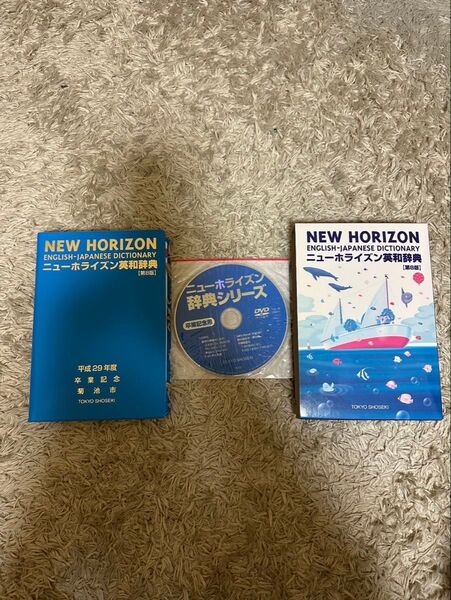 NEW HORIZON
ENGLISH-JAPANESE DICTIONARY
ニューホライズン英和辞典
[第8版]
平成29年度
卒業記念
菊池市
TOKYO SHOSEKI
ニューホライズン
辞典シリーズ
卒業記念用
DVD
TOKYO SHOSEKI
NEW HORIZON
ENGLISH-JAPANESE DICTIONARY
ニューホライズン英和辞典
[第8版]
TOKYO SHOSEKI